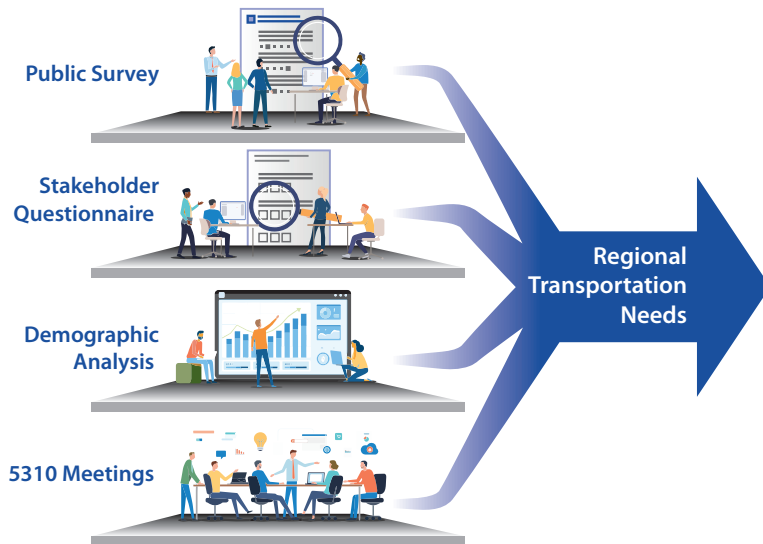 Public Survey
Stakeholder
Questionnaire
Demographic
Analysis
5310 Meetings
Regional
Transportation
Needs